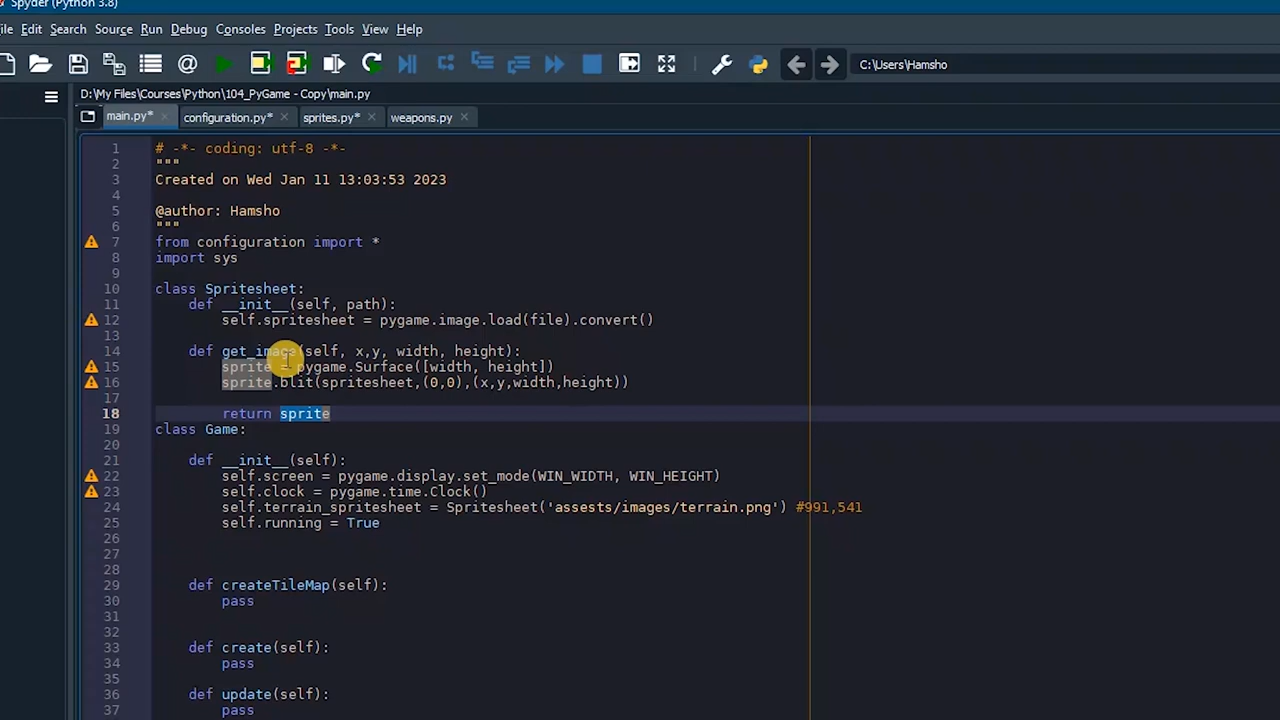 Spyder (Python 3.8)
ile Edit Search Source Run Debug Consoles Projects Tools View Help
C:\Users\Hamsho
D:\My Files\Courses\Python\104_PyGame - Copy\main.py
main.py* configuration.py* sprites.py* weapons.py
1 # -*- coding: utf-8 -*-
2 """
3 Created on Wed Jan 11 13:03:53 2023
4
5 @author: Hamsho
6 """
7 from configuration import *
8 import sys
9
10 class Spritesheet:
11 def __init__(self, path):
12 self.spritesheet = pygame.image.load(file).convert()
13
14 def get_image(self, x,y, width, height):
15 sprite = pygame.Surface([width, height])
16 sprite.blit(spritesheet,(0,0),(x,y,width,height))
17
18 return sprite
19 class Game:
20
21 def __init__(self):
22 self.screen = pygame.display.set_mode(WIN_WIDTH, WIN_HEIGHT)
23 self.clock = pygame.time.Clock()
24 self.terrain_spritesheet = Spritesheet('assests/images/terrain.png') #991,541
25 self.running = True
26
27
28
29 def createTileMap(self):
30 pass
31
32
33 def create(self):
34 pass
35
36 def update(self):
37 pass